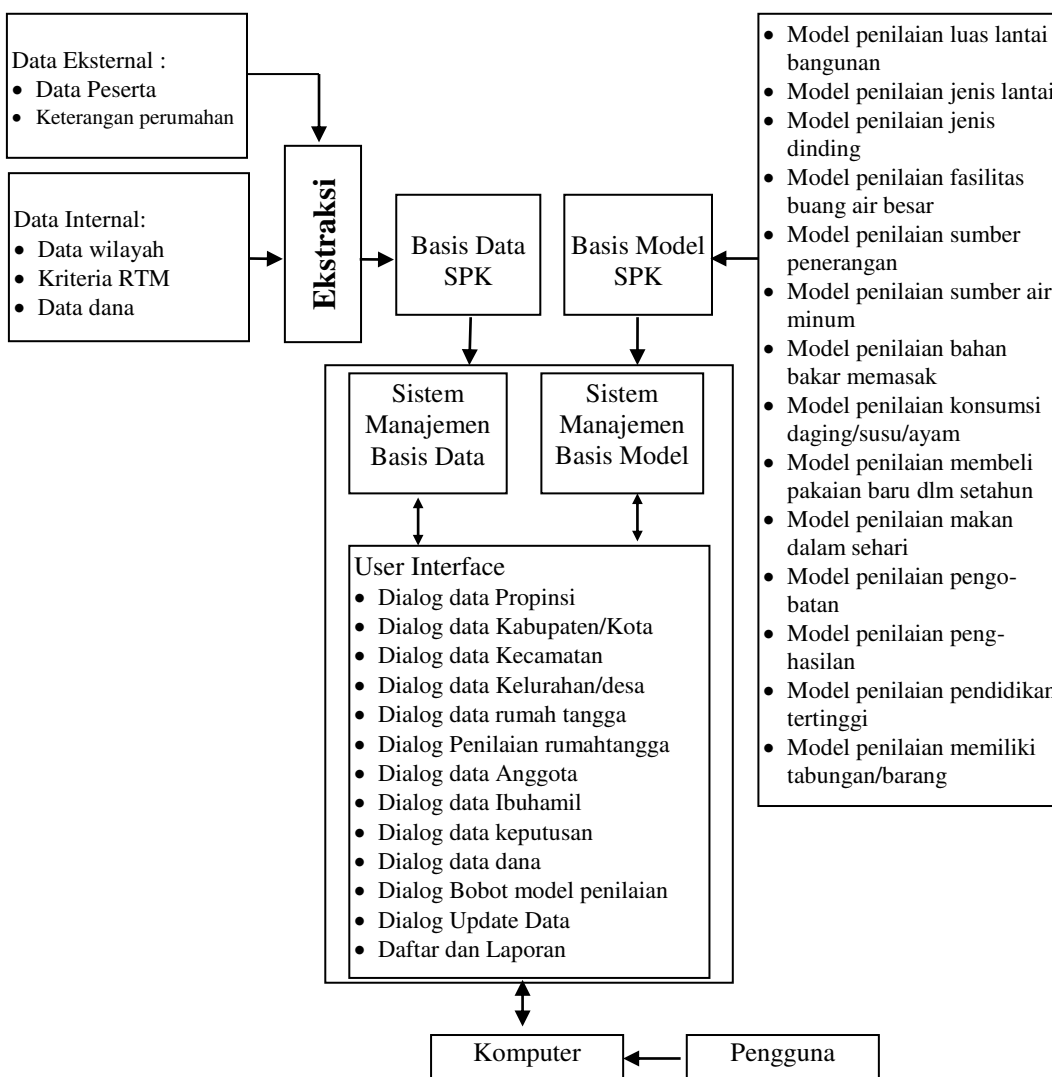 Data Eksternal :
• Data Peserta
• Keterangan perumahan
Data Internal:
• Data wilayah
• Kriteria RTM
• Data dana
Ekstraksi
Basis Data
SPK
Basis Model
SPK
• Model penilaian luas lantai
bangunan
• Model penilaian jenis lantai
• Model penilaian jenis
dinding
• Model penilaian fasilitas
buang air besar
• Model penilaian sumber
penerangan
• Model penilaian sumber air
minum
• Model penilaian bahan
bakar memasak
• Model penilaian konsumsi
daging/susu/ayam
• Model penilaian membeli
pakaian baru dlm setahun
• Model penilaian makan
dalam sehari
• Model penilaian pengo-
batan
• Model penilaian peng-
hasilan
• Model penilaian pendidikan
tertinggi
• Model penilaian memiliki
tabungan/barang
Sistem
Manajemen
Basis Data
Sistem
Manajemen
Basis Model
User Interface
• Dialog data Propinsi
• Dialog data Kabupaten/Kota
• Dialog data Kecamatan
• Dialog data Kelurahan/desa
• Dialog data rumah tangga
• Dialog Penilaian rumahtangga
• Dialog data Anggota
• Dialog data Ibuhamil
• Dialog data keputusan
• Dialog data dana
• Dialog Bobot model penilaian
• Dialog Update Data
• Daftar dan Laporan
Komputer
Pengguna